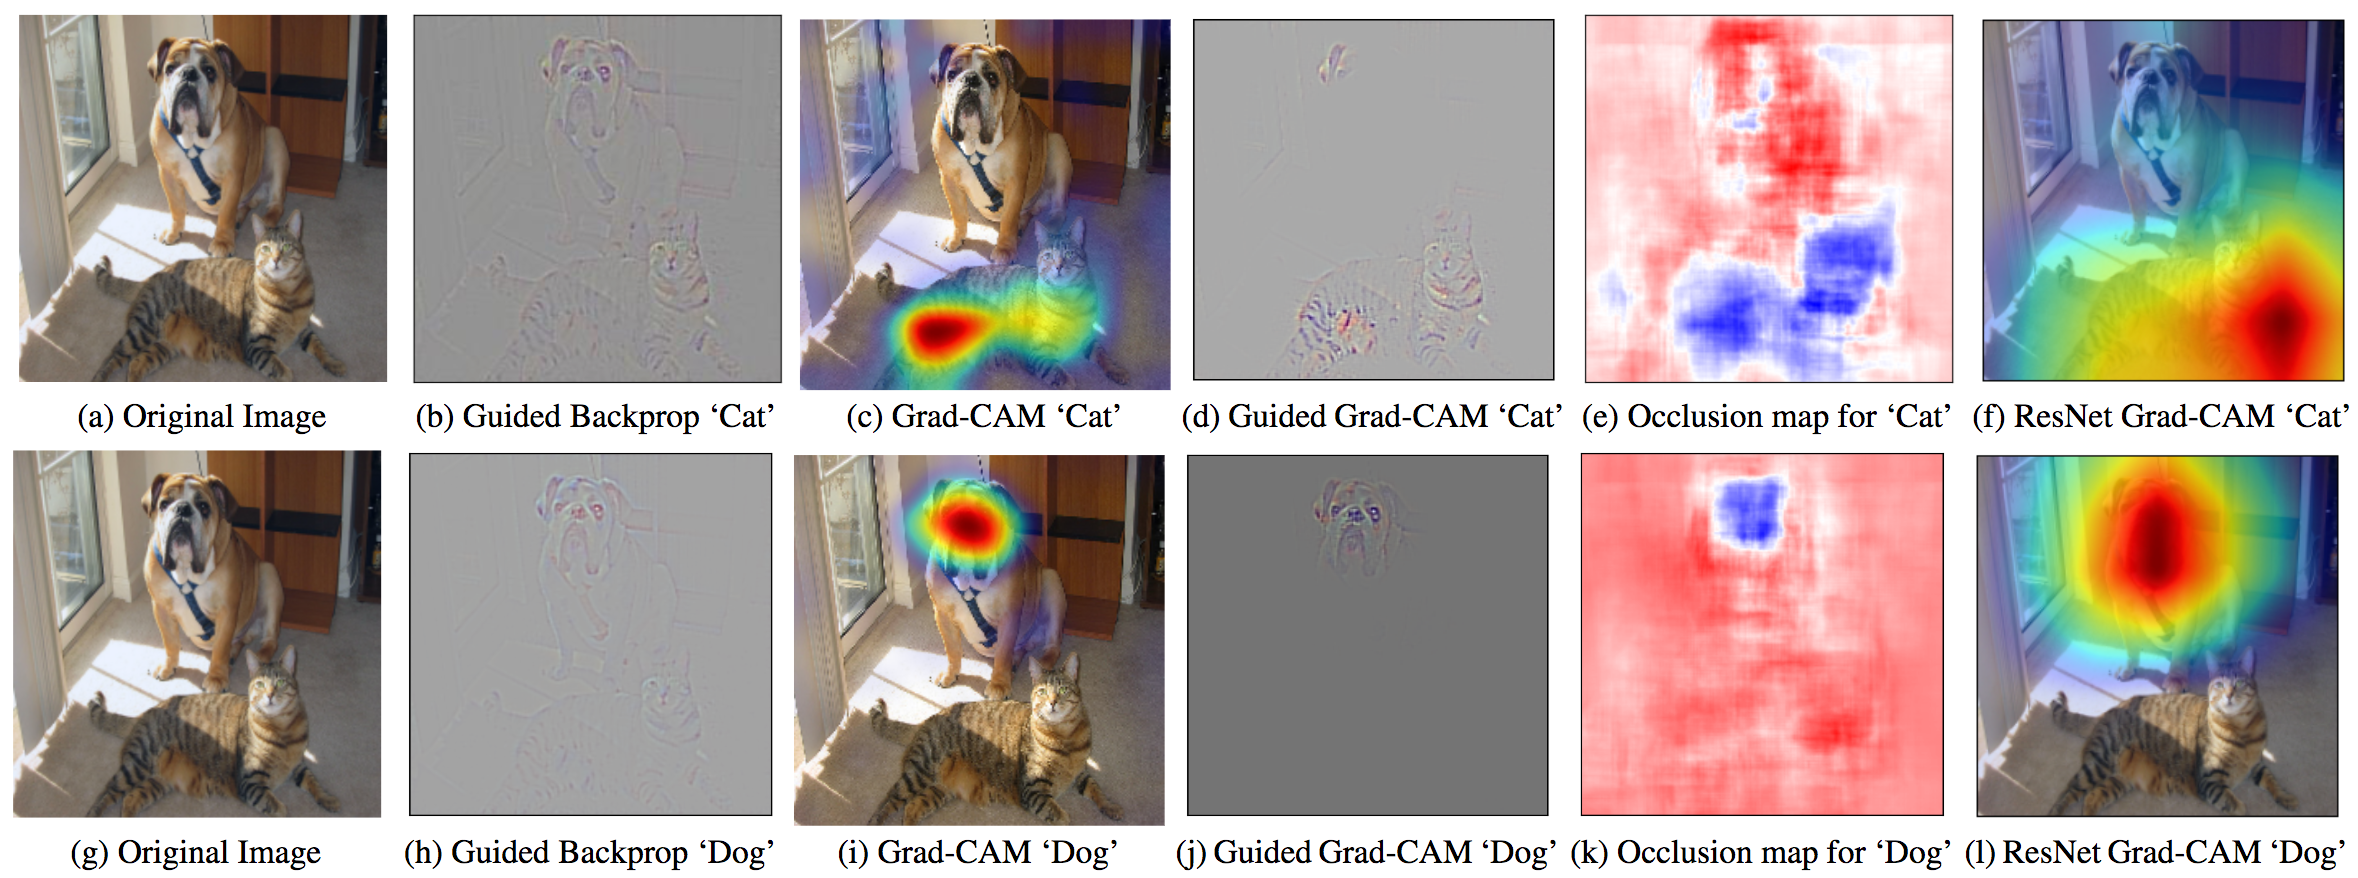 (a) Original Image
(b) Guided Backprop ‘Cat’
(c) Grad-CAM ‘Cat’
(d) Guided Grad-CAM ‘Cat’
(e) Occlusion map for ‘Cat’
(f) ResNet Grad-CAM ‘Cat’
(g) Original Image
(h) Guided Backprop ‘Dog’
(i) Grad-CAM ‘Dog’
(j) Guided Grad-CAM ‘Dog’
(k) Occlusion map for ‘Dog’
(l) ResNet Grad-CAM ‘Dog’